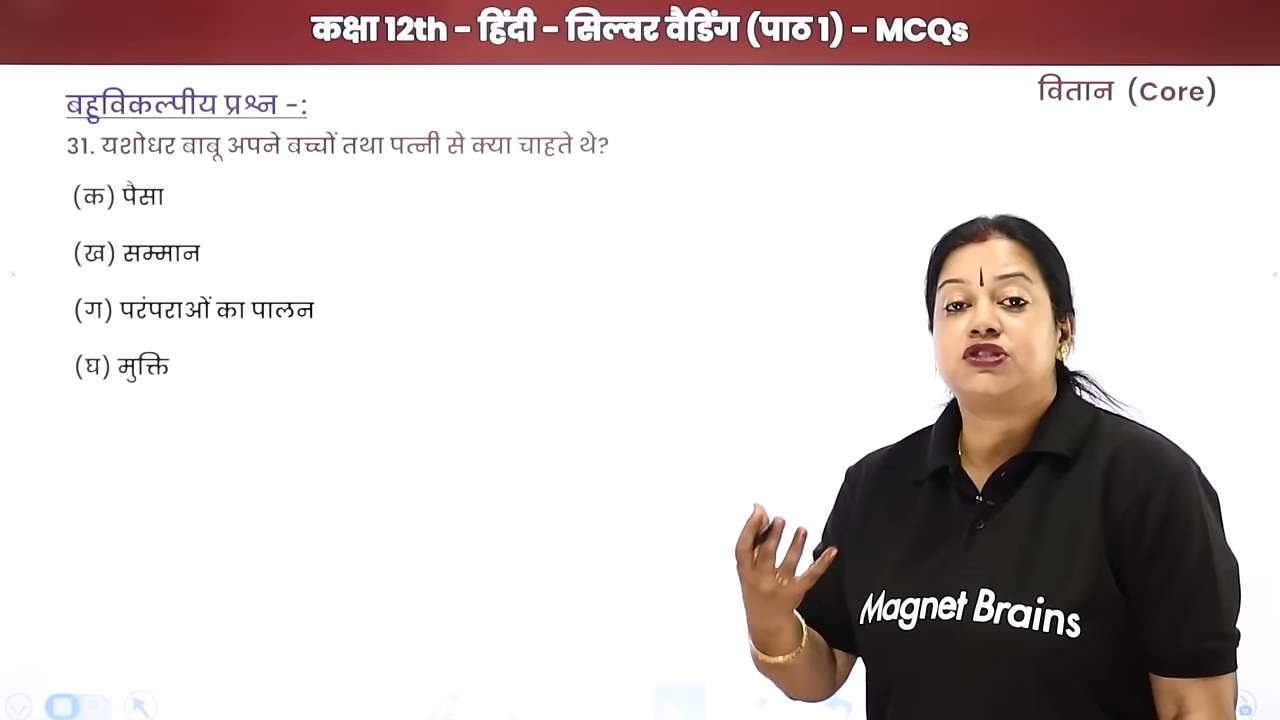 कक्षा 12th - हिंदी - सिल्वर वैडिंग (पाठ 1) - MCQs
वितान (Core)
बहुविकल्पीय प्रश्न -:
31. यशोधर बाबू अपने बच्चों तथा पत्नी से क्या चाहते थे?
(क) पैसा
(ख) सम्मान
(ग) परंपराओं का पालन
(घ) मुक्ति
Magnet Brains